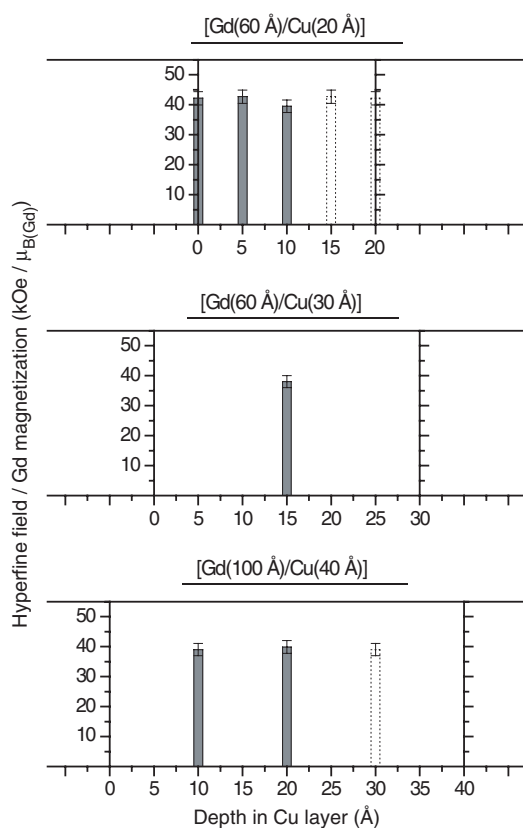 [Gd(60 Å)/Cu(20 Å)]
50
40
30
20
10
0 5 10 15 20
[Gd(60 Å)/Cu(30 Å)]
50
40
30
20
10
0 5 10 15 20 25 30
[Gd(100 Å)/Cu(40 Å)]
50
40
30
20
10
0 5 10 15 20 25 30 35 40
Depth in Cu layer (Å)
Hyperfine field / Gd magnetization (kOe / μB(Gd))